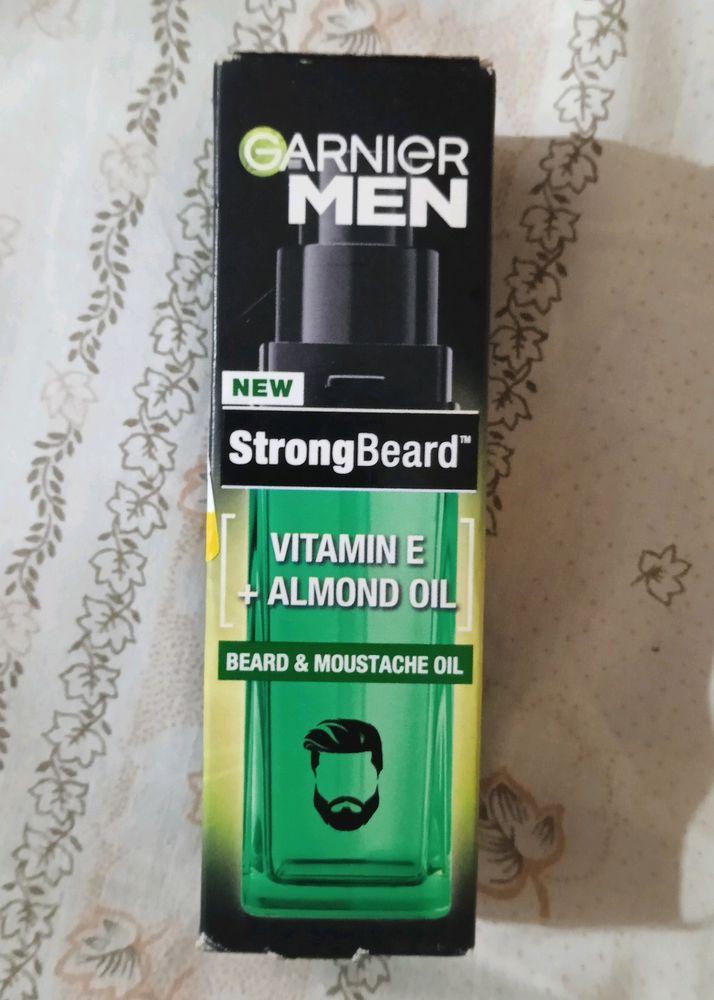 GARNIER
MEN
NEW
StrongBeard™
VITAMIN E
+ ALMOND OIL
BEARD & MOUSTACHE OIL